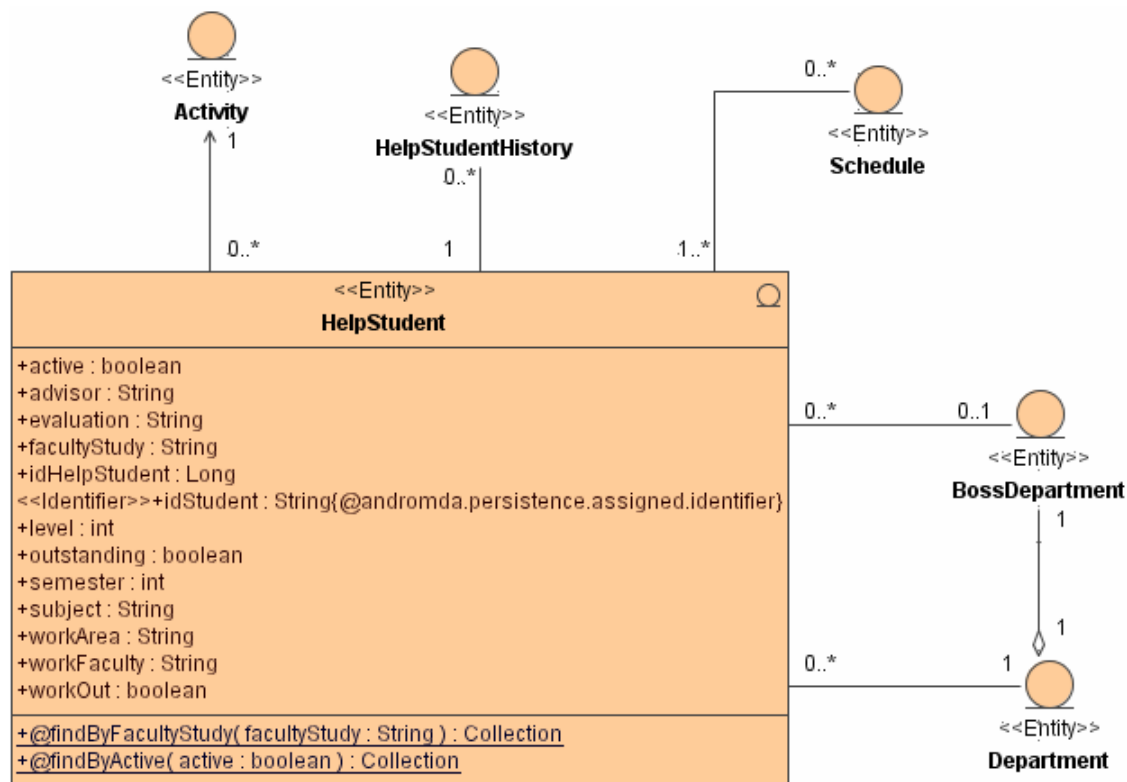 <<Entity>>
Activity
1
0..*
<<Entity>>
HelpStudentHistory
0..*
1
0..*
<<Entity>>
Schedule
1..*
<<Entity>>
HelpStudent
+active : boolean
+advisor : String
+evaluation : String
+facultyStudy : String
+idHelpStudent : Long
<<Identifier>>+idStudent : String{@andromda.persistence.assigned.identifier}
+level : int
+outstanding : boolean
+semester : int
+subject : String
+workArea : String
+workFaculty : String
+workOut : boolean
+@findByFacultyStudy( facultyStudy : String ) : Collection
+@findByActive( active : boolean ) : Collection
0..*
0..1
<<Entity>>
BossDepartment
1
1
0..*
1
<<Entity>>
Department